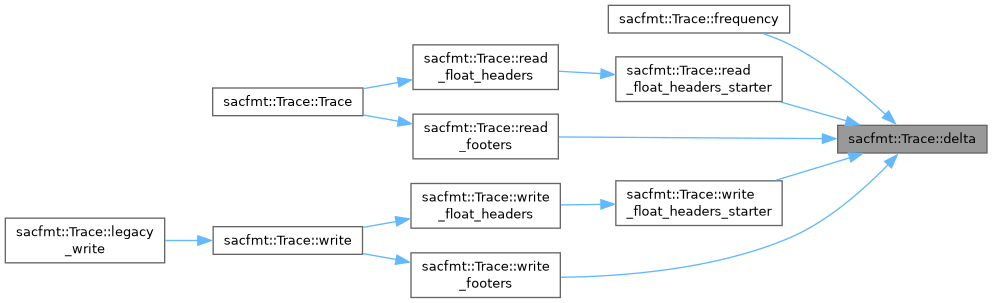 sacfmt::Trace::frequency
sacfmt::Trace::read
_float_headers
sacfmt::Trace::read
_float_headers_starter
sacfmt::Trace::Trace
sacfmt::Trace::read
_footers
sacfmt::Trace::delta
sacfmt::Trace::write
_float_headers
sacfmt::Trace::write
_float_headers_starter
sacfmt::Trace::legacy
_write
sacfmt::Trace::write
sacfmt::Trace::write
_footers